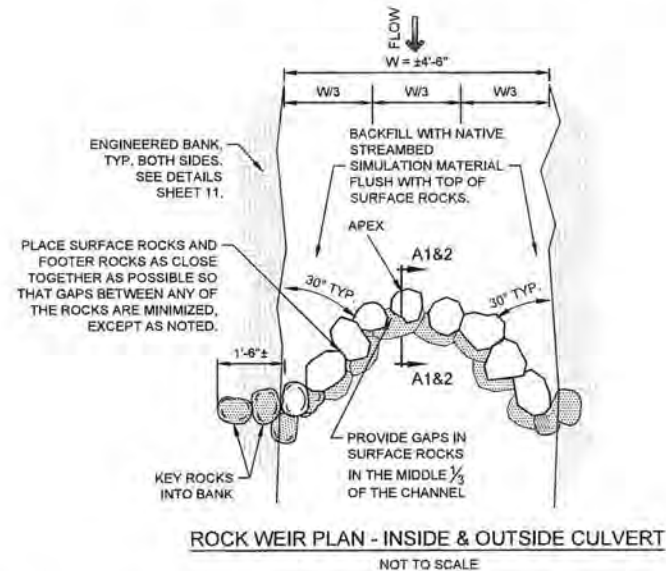 FLOW
W = ±4'-6"
W/3
W/3
W/3
ENGINEERED BANK,
TYP. BOTH SIDES.
SEE DETAILS
SHEET 11.
BACKFILL WITH NATIVE
STREAMBED
SIMULATION MATERIAL
FLUSH WITH TOP OF
SURFACE ROCKS.
APEX
PLACE SURFACE ROCKS AND
FOOTER ROCKS AS CLOSE
TOGETHER AS POSSIBLE SO
THAT GAPS BETWEEN ANY OF
THE ROCKS ARE MINIMIZED,
EXCEPT AS NOTED.
A1&2
30° TYP.
30° TYP.
1'-6"±
A1&2
KEY ROCKS
INTO BANK
PROVIDE GAPS IN
SURFACE ROCKS
IN THE MIDDLE 1/3
OF THE CHANNEL
ROCK WEIR PLAN - INSIDE & OUTSIDE CULVERT
NOT TO SCALE